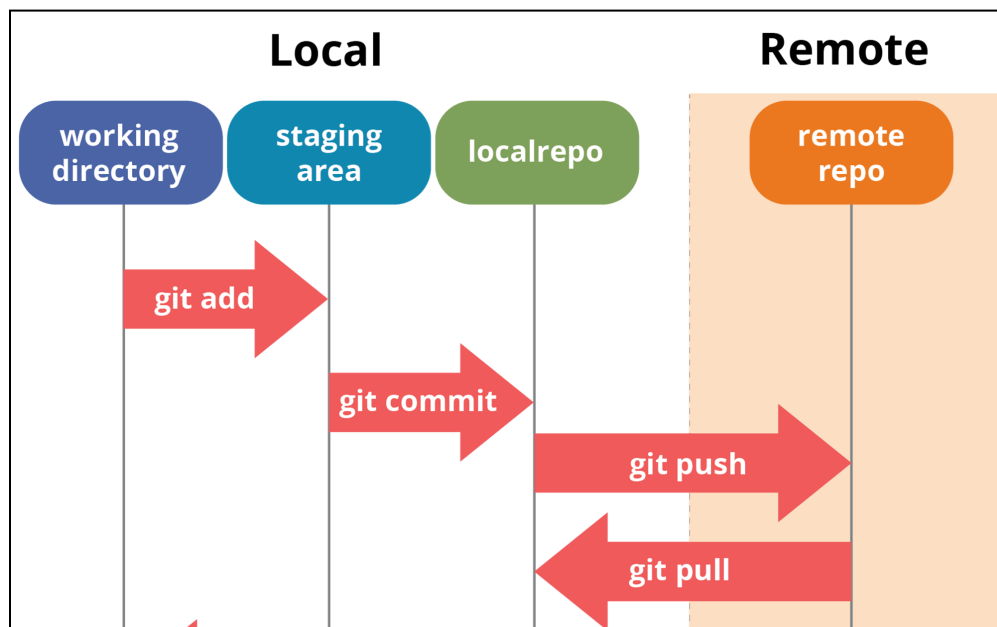 Local
Remote
working
directory
staging
area
localrepo
remote
repo
git add
git commit
git push
git pull